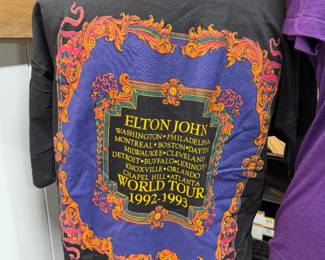 ELTON JOHN
WASHINGTON • PHILADELPHIA
MONTREAL • BOSTON • DAYTON
MILWAUKEE • CLEVELAND
DETROIT • BUFFALO • LEXINGTON
KNOXVILLE • ORLANDO
CHAPEL HILL • ATLANTA
WORLD TOUR
1992-1993